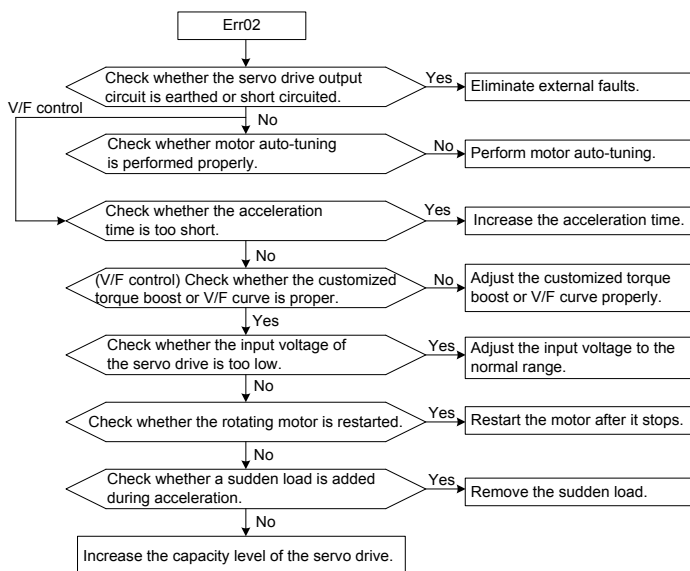 Err02
Check whether the servo drive output
circuit is earthed or short circuited.
Yes
Eliminate external faults.
V/F control
No
Check whether motor auto-tuning
is performed properly.
No
Perform motor auto-tuning.
Check whether the acceleration
time is too short.
Yes
Increase the acceleration time.
No
(V/F control) Check whether the customized
torque boost or V/F curve is proper.
No
Adjust the customized torque
boost or V/F curve properly.
Yes
Check whether the input voltage of
the servo drive is too low.
Yes
Adjust the input voltage to the
normal range.
No
Check whether the rotating motor is restarted.
Yes
Restart the motor after it stops.
No
Check whether a sudden load is added
during acceleration.
Yes
Remove the sudden load.
No
Increase the capacity level of the servo drive.